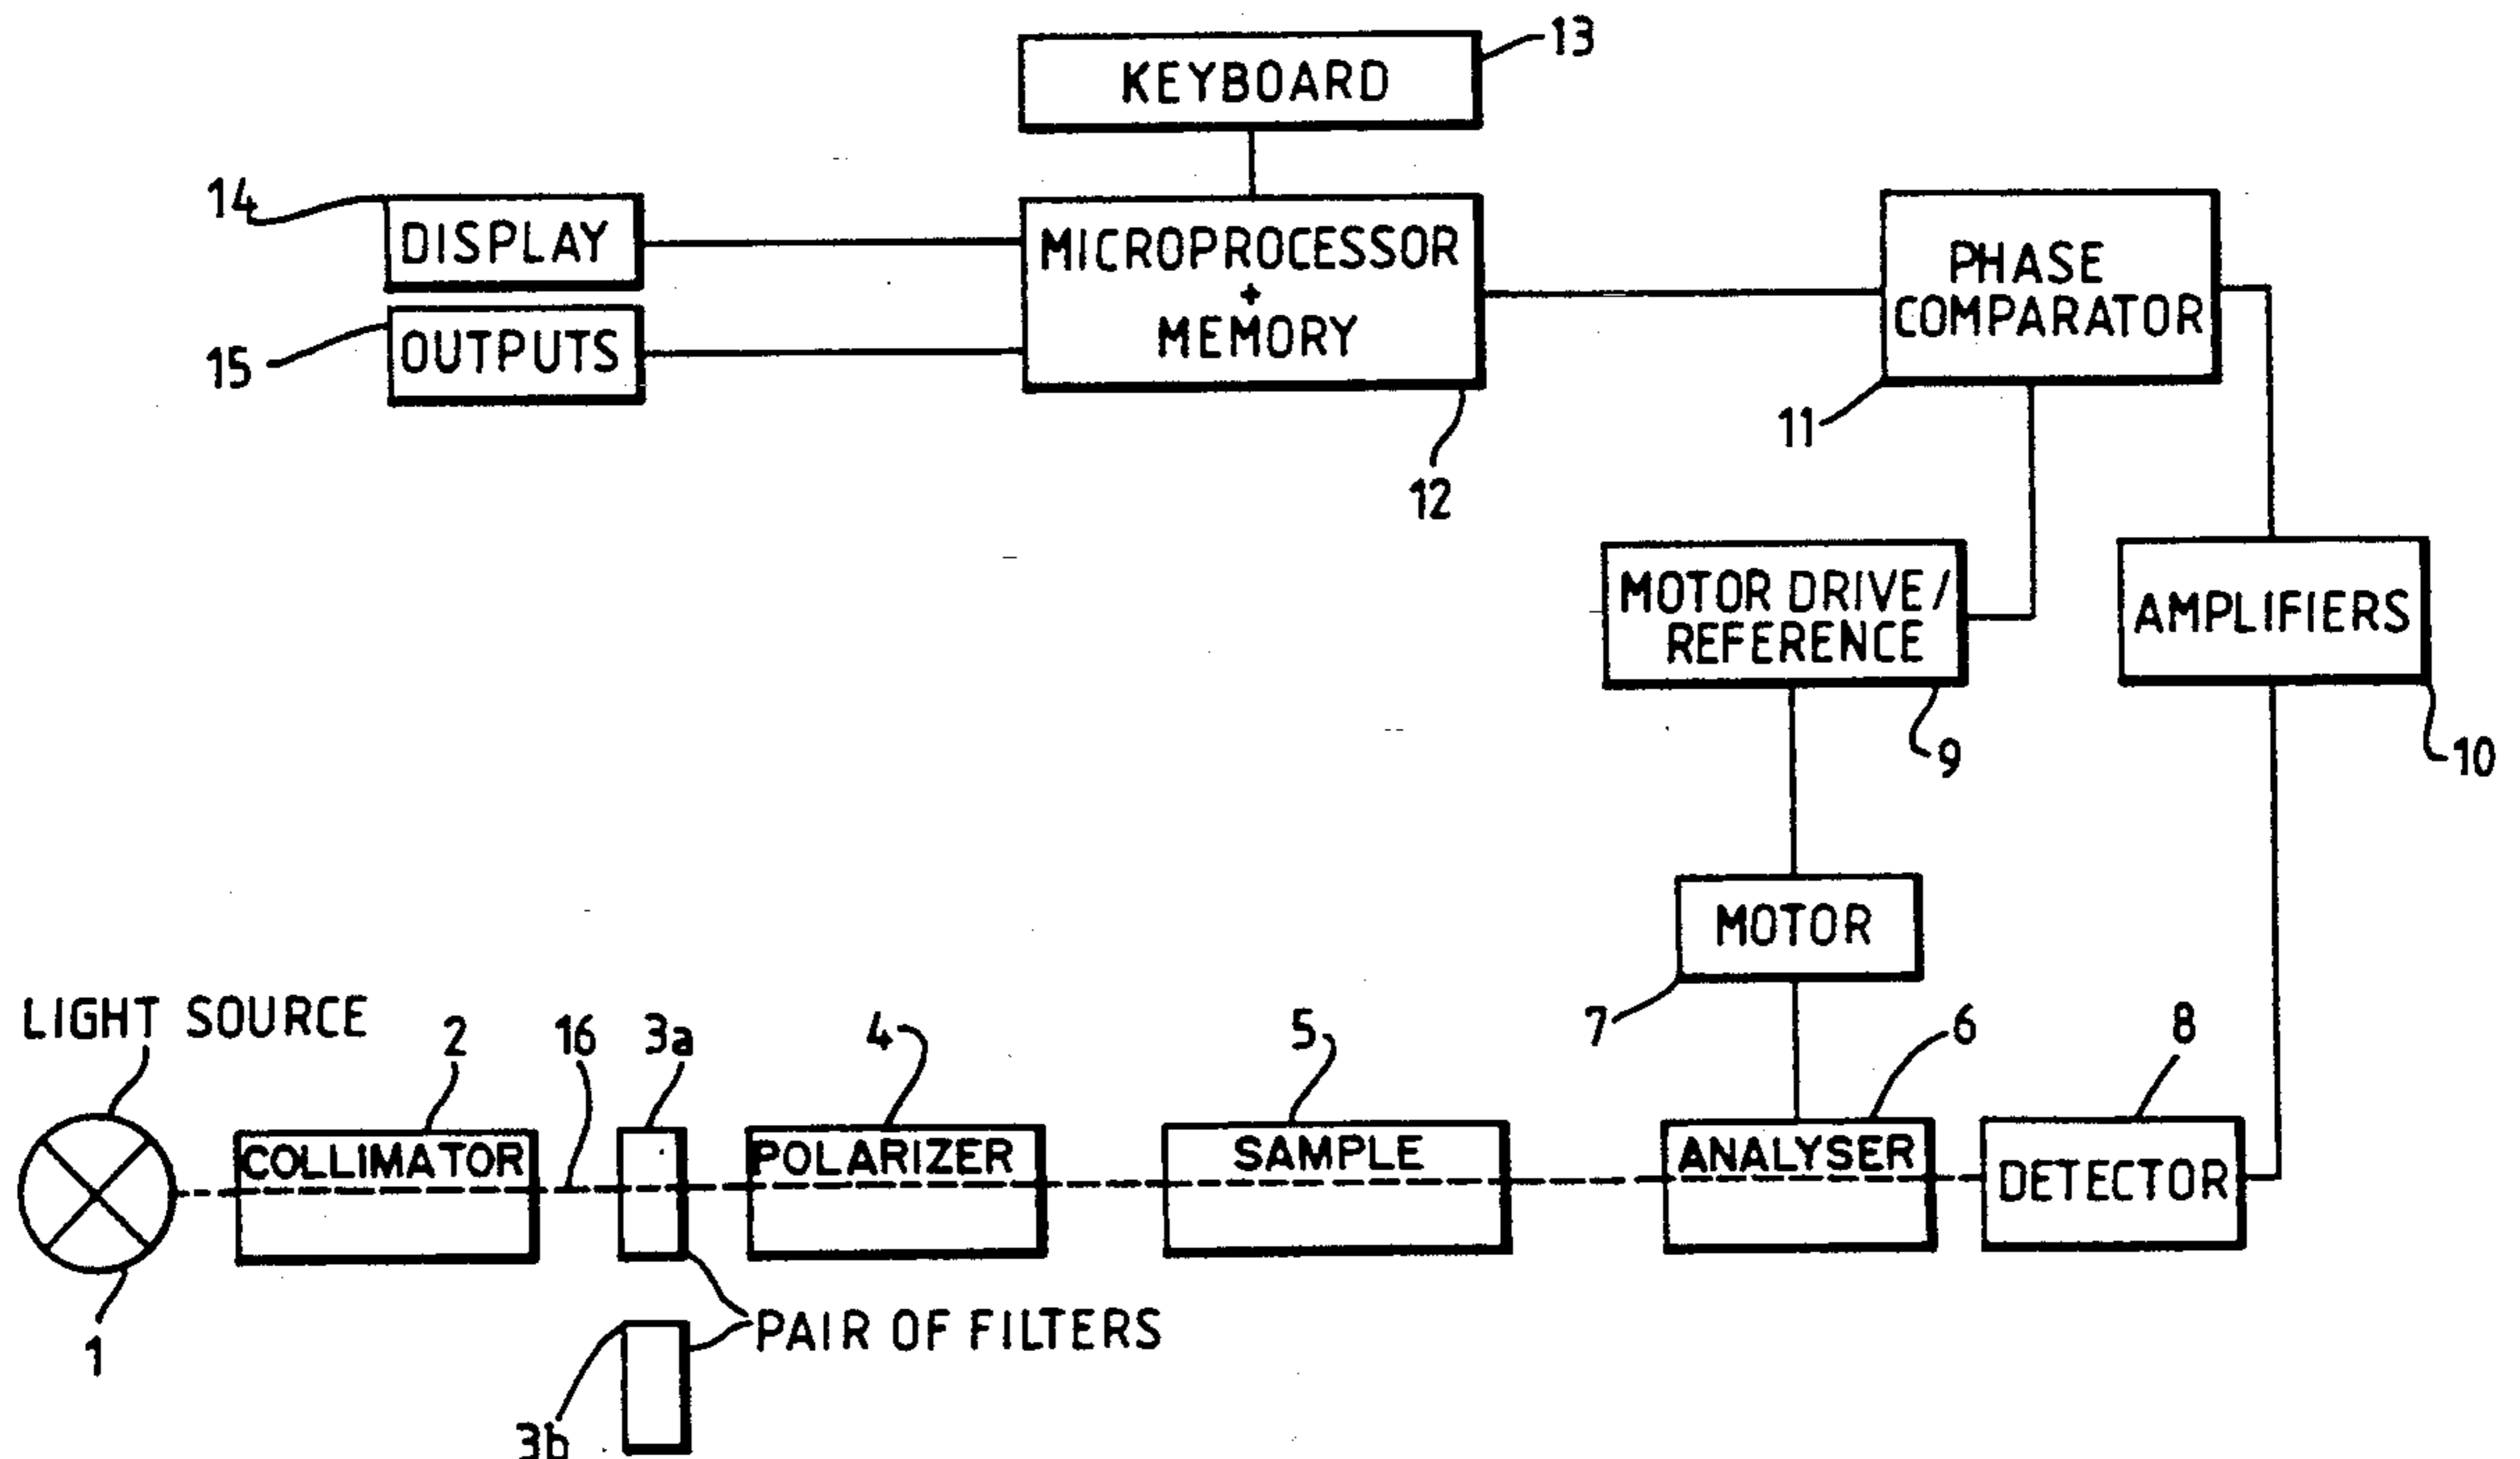 KEYBOARD
13
14
DISPLAY
MICROPROCESSOR
+
MEMORY
PHASE
COMPARATOR
15
OUTPUTS
11
12
MOTOR DRIVE/
REFERENCE
AMPLIFIERS
9
10
MOTOR
7
LIGHT SOURCE
2
16
3a
4
5
6
8
COLLIMATOR
POLARIZER
SAMPLE
ANALYSER
DETECTOR
1
PAIR OF FILTERS
3b